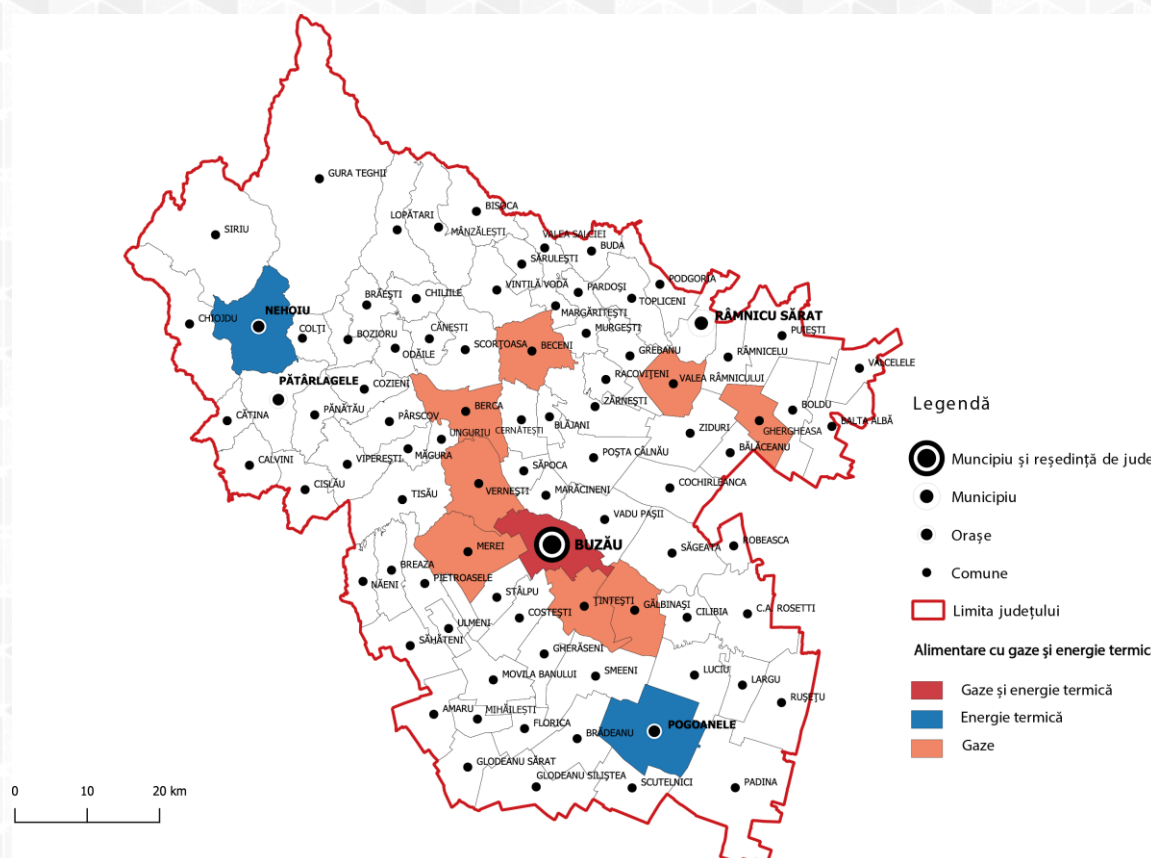 GURA TEGHII
BISOCA
LOPĂTARI
MÂNZĂLEȘTI
SIRIU
VALEA SALCIEI
BUDA
SĂRULEȘTI
PODGORIA
VINTILĂ VODĂ
PARDOȘI
TOPLICENI
BRĂEȘTI
CHILIILE
MARGĂRITEȘTI
NEHOIU
RÂMNICU SĂRAT
CHIOJDU
COLȚI
BOZIORU
CĂNEȘTI
MURGEȘTI
PUIEȘTI
ODĂILE
SCORȚOASA
BECENI
GREBANU
RÂMNICELU
VÂLCELELE
PĂTÂRLAGELE
COZIENI
RACOVIȚENI
VALEA RÂMNICULUI
CĂTINA
PĂNĂTĂU
PÂRSCOV
BERCA
CERNĂTEȘTI
BLĂJANI
ZĂRNEȘTI
BOLDU
GHERGHEASA
BALTA ALBĂ
UNGURIU
ZIDURI
CALVINI
VIPEREȘTI
MĂGURA
SĂPOCA
POȘTA CÂLNĂU
BĂLĂCEANU
CISLĂU
TISĂU
VERNEȘTI
MARĂCINENI
COCHIRLEANCA
VADU PAȘII
MEREI
BUZĂU
SĂGEATA
ROBEASCA
BREAZA
NĂENI
PIETROASELE
STÂLPU
COSTEȘTI
ȚINTEȘTI
GĂLBINAȘI
CILIBIA
C.A. ROSETTI
ULMENI
SĂHĂTENI
GHERĂSENI
MOVILA BANULUI
SMEENI
LUCIU
LARGU
RUȘEȚU
AMARU
MIHĂILEȘTI
FLORICA
BRĂDEANU
POGOANELE
GLODEANU SĂRAT
GLODEANU SILIȘTEA
SCUTELNICI
PADINA
Legendă
Muncipiu și reședință de jude
Municipiu
Orașe
Comune
Limita județului
Alimentare cu gaze și energie termic
Gaze și energie termică
Energie termică
Gaze
0 10 20 km